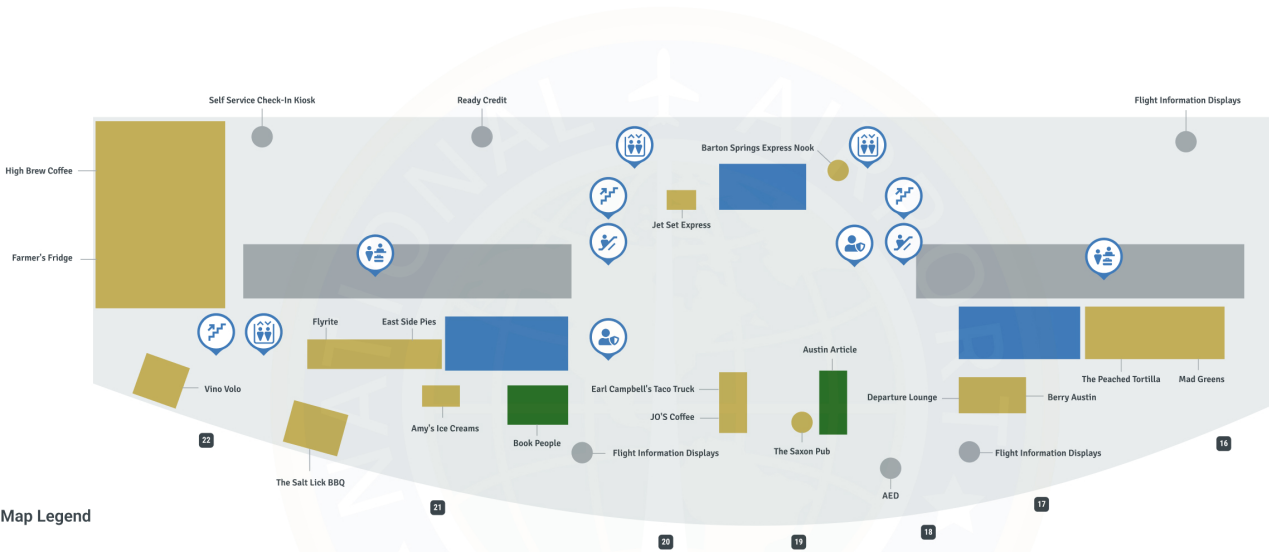 NATIONAL AIRPORT
Self Service Check-In Kiosk
Ready Credit
Flight Information Displays
Barton Springs Express Nook
High Brew Coffee
Jet Set Express
Farmer's Fridge
Flyrite
East Side Pies
Austin Article
The Peached Tortilla
Mad Greens
Vino Volo
Earl Campbell's Taco Truck
Departure Lounge
Berry Austin
JO'S Coffee
Amy's Ice Creams
22
Book People
16
Flight Information Displays
The Saxon Pub
Flight Information Displays
The Salt Lick BBQ
AED
17
21
Map Legend
18
20
19